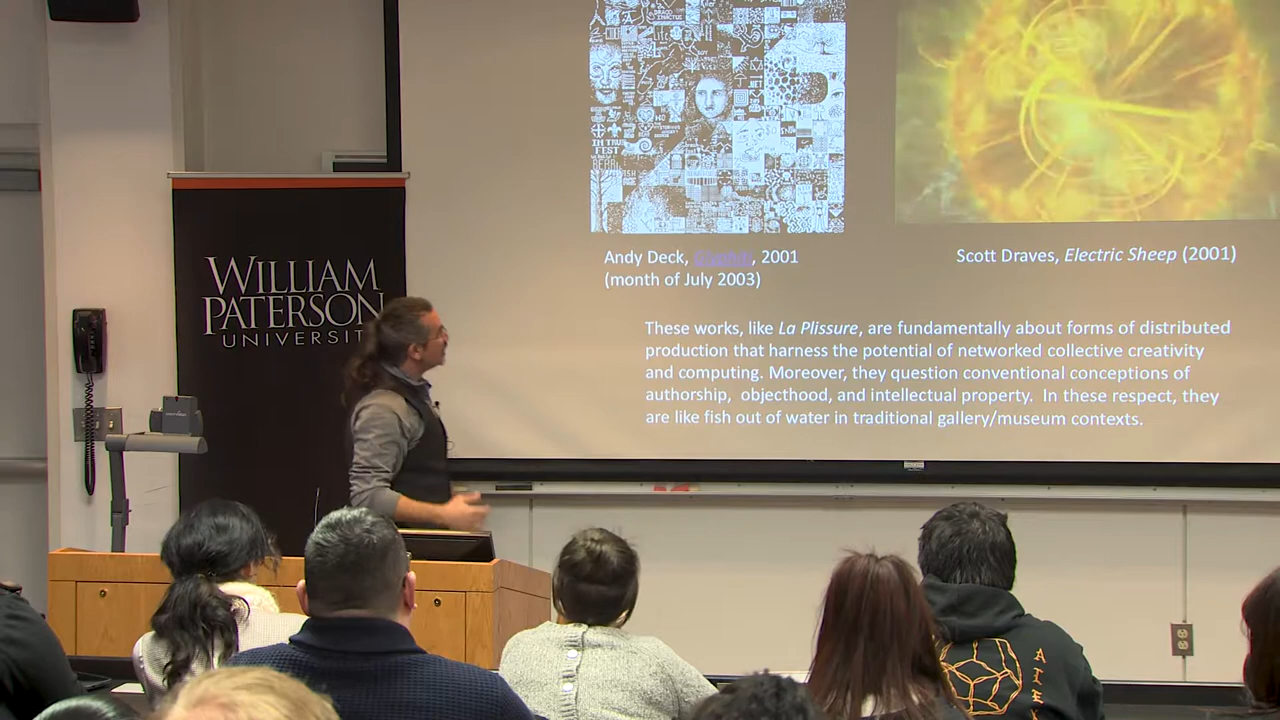 WILLIAM
PATERSON
UNIVERSITY
Andy Deck, , 2001
(month of July 2003)
Scott Draves, Electric Sheep (2001)
These works, like La Plissure, are fundamentally about forms of distributed
production that harness the potential of networked collective creativity
and computing. Moreover, they question conventional conceptions of
authorship, objecthood, and intellectual property. In these respect, they
are like fish out of water in traditional gallery/museum contexts.